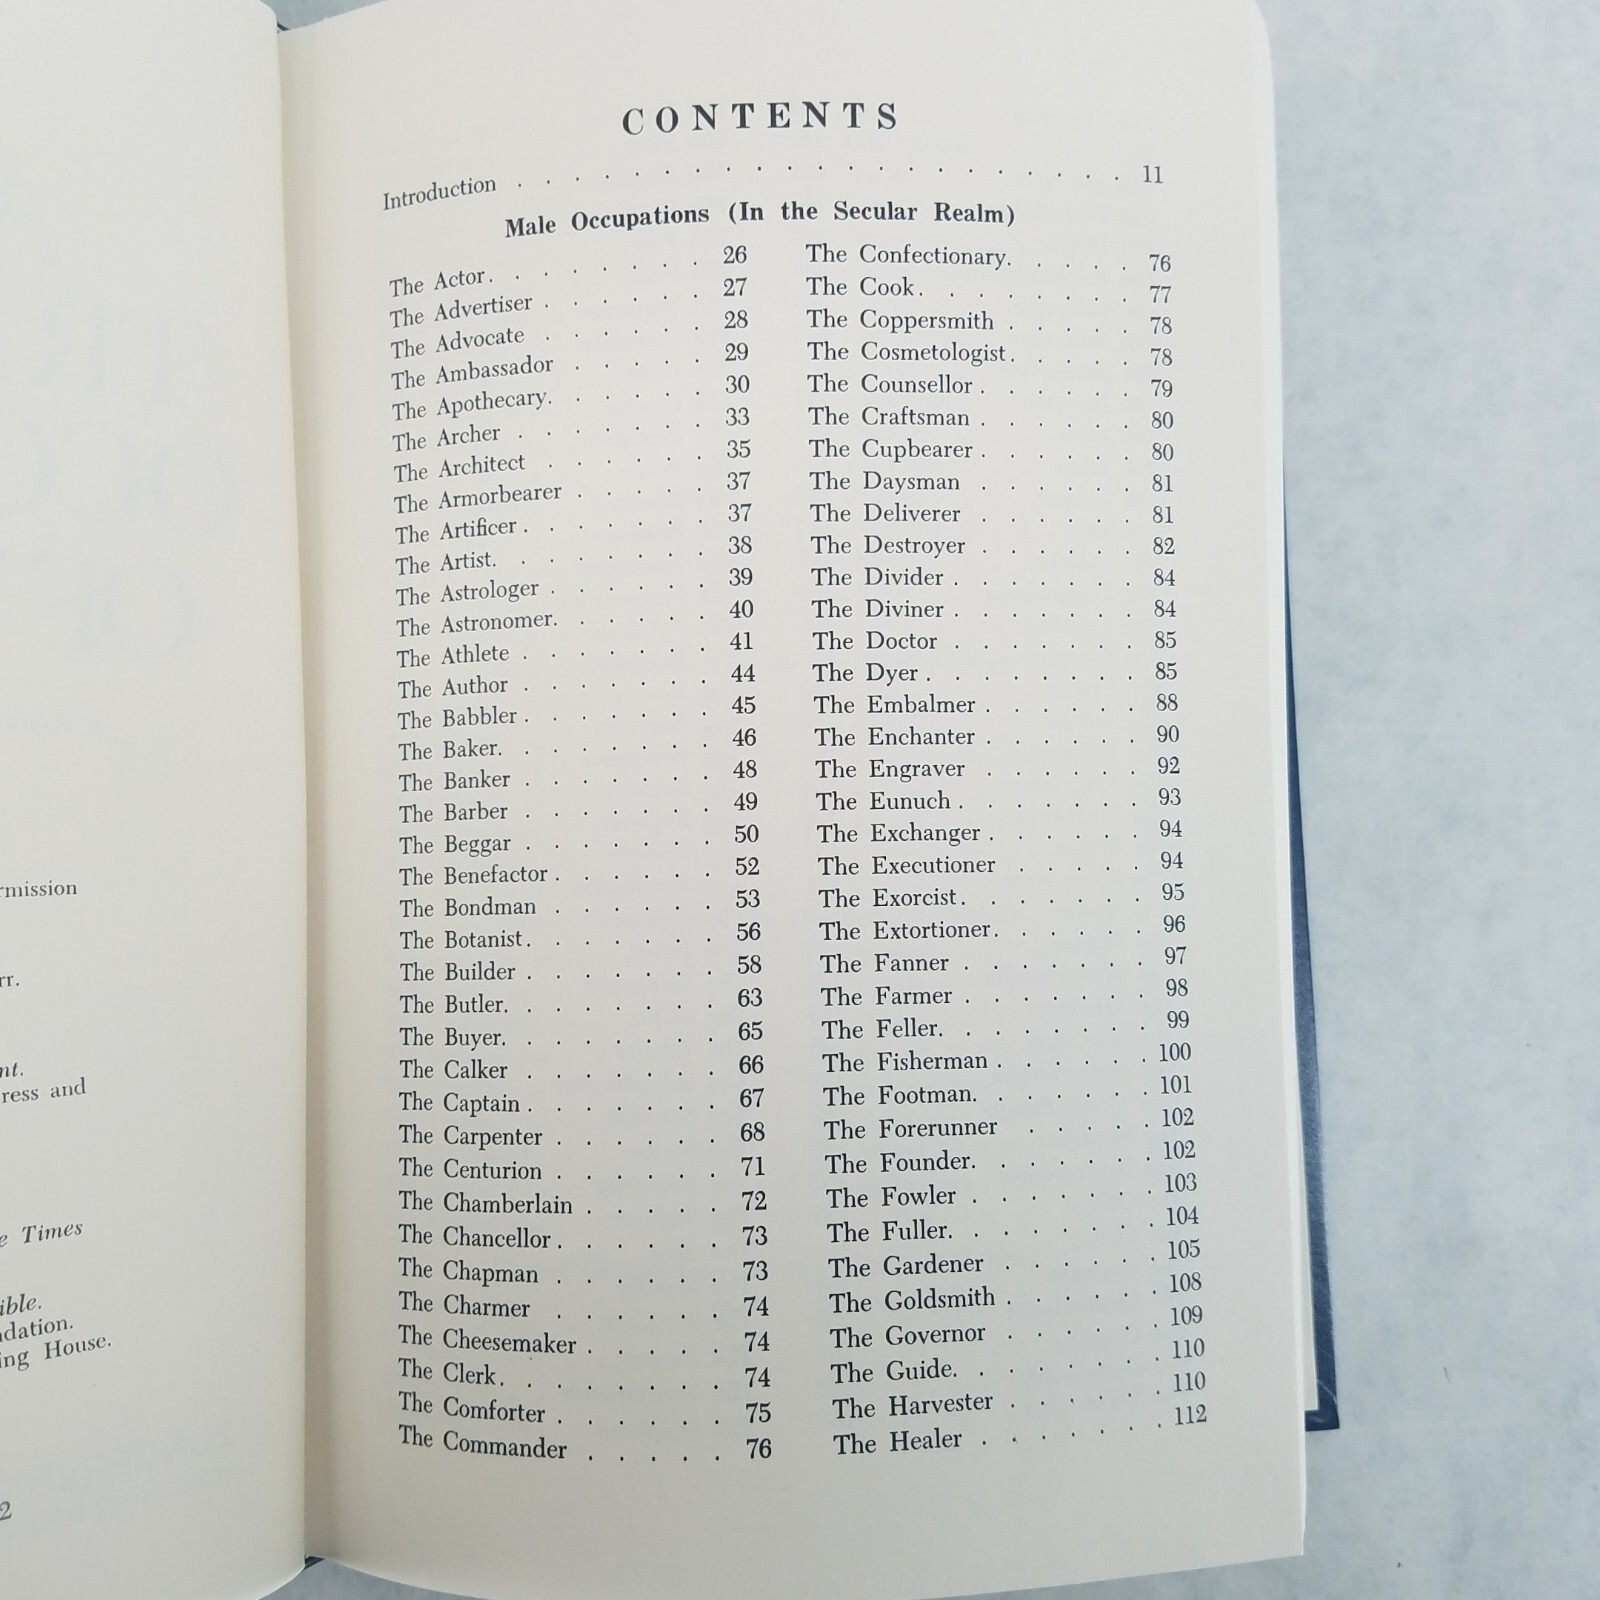 rmission
rr.
nt.
ress and
e Times
ible.
dation.
ing House.
2
CONTENTS
Introduction . . . . . . . . . . . . . . . . . . . . . 11
Male Occupations (In the Secular Realm)
The Actor. . . . . . . . 26
The Advertiser . . . . . . 27
The Advocate . . . . . . 28
The Ambassador . . . . . 29
The Apothecary. . . . . . 30
The Archer . . . . . . . 33
The Architect . . . . . . 35
The Armorbearer . . . . . 37
The Artificer . . . . . . . 37
The Artist. . . . . . . . 38
The Astrologer . . . . . . 39
The Astronomer. . . . . . 40
The Athlete . . . . . . . 41
The Author . . . . . . . 44
The Babbler . . . . . . . 45
The Baker. . . . . . . . 46
The Banker . . . . . . . 48
The Barber . . . . . . . 49
The Beggar . . . . . . . 50
The Benefactor . . . . . . 52
The Bondman . . . . . . 53
The Botanist. . . . . . . 56
The Builder . . . . . . . 58
The Butler. . . . . . . . 63
The Buyer. . . . . . . . 65
The Calker . . . . . . . 66
The Captain . . . . . . . 67
The Carpenter . . . . . . 68
The Centurion . . . . . . 71
The Chamberlain . . . . . 72
The Chancellor . . . . . . 73
The Chapman . . . . . . 73
The Charmer . . . . . . 74
The Cheesemaker . . . . . 74
The Clerk. . . . . . . . 74
The Comforter . . . . . . 75
The Commander . . . . . 76
The Confectionary. . . . . 76
The Cook. . . . . . . . 77
The Coppersmith . . . . . 78
The Cosmetologist. . . . . 78
The Counsellor . . . . . . 79
The Craftsman . . . . . . 80
The Cupbearer . . . . . . 80
The Daysman . . . . . . 81
The Deliverer . . . . . . 81
The Destroyer . . . . . . 82
The Divider . . . . . . . 84
The Diviner . . . . . . . 84
The Doctor . . . . . . . 85
The Dyer . . . . . . . . 85
The Embalmer . . . . . . 88
The Enchanter . . . . . . 90
The Engraver . . . . . . 92
The Eunuch . . . . . . . 93
The Exchanger . . . . . . 94
The Executioner . . . . . 94
The Exorcist. . . . . . . 95
The Extortioner. . . . . . 96
The Fanner . . . . . . . 97
The Farmer . . . . . . . 98
The Feller. . . . . . . . 99
The Fisherman . . . . . . 100
The Footman. . . . . . . 101
The Forerunner . . . . . 102
The Founder. . . . . . . 102
The Fowler . . . . . . . 103
The Fuller. . . . . . . . 104
The Gardener . . . . . . 105
The Goldsmith . . . . . . 108
The Governor . . . . . . 109
The Guide. . . . . . . . 110
The Harvester . . . . . . 110
The Healer . . . . . . . 112